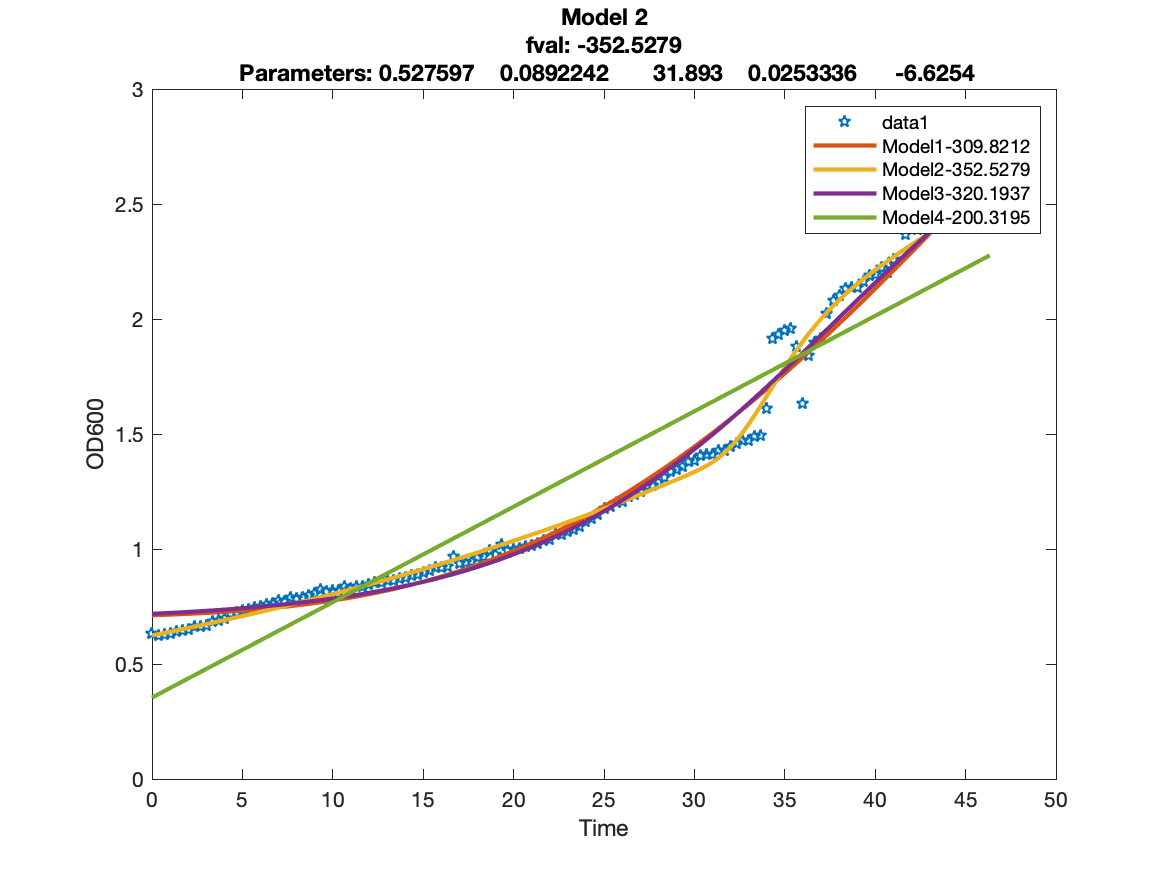 Model 2
fval: -352.5279
Parameters: 0.527597 0.0892242 31.893 0.0253336 -6.6254
3
2.5
2
1.5
1
0.5
0
OD600
data1
Model1-309.8212
Model2-352.5279
Model3-320.1937
Model4-200.3195
0 5 10 15 20 25 30 35 40 45 50
Time